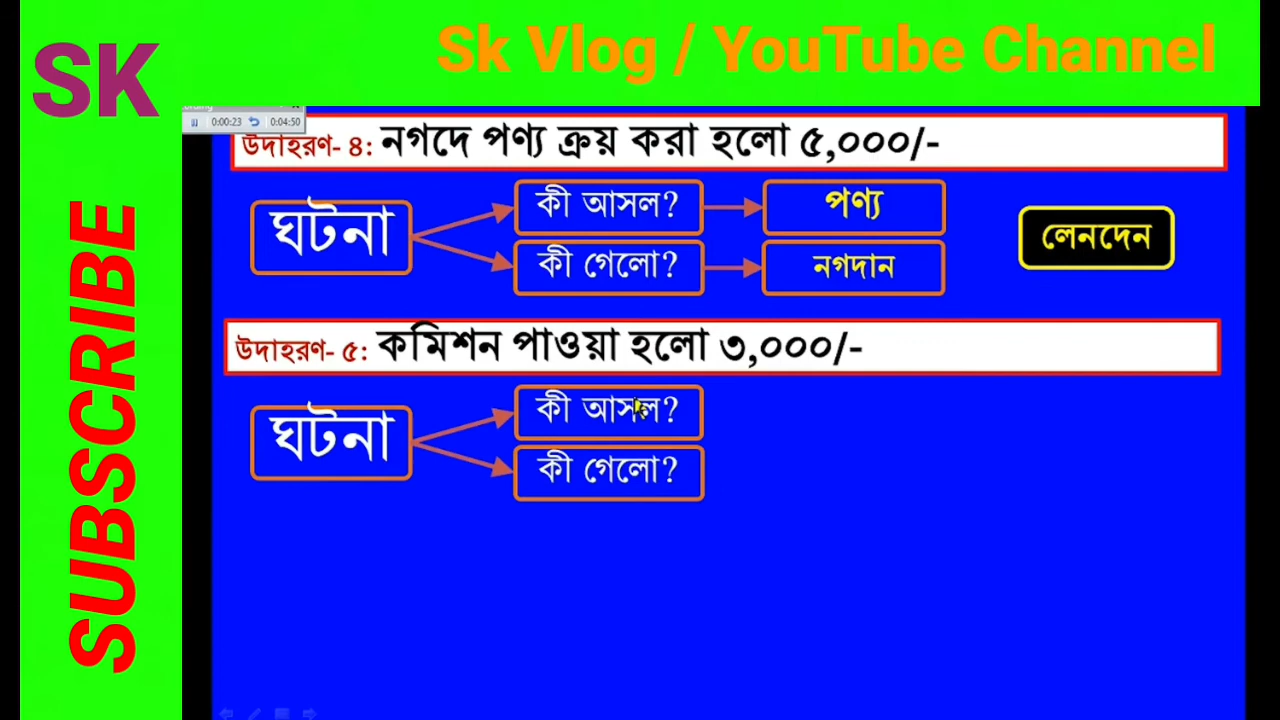 SK
Sk Vlog / YouTube Channel
SUBSCRIBE
0:00:23
0:04:50
উদাহরণ- ৪: নগদে পণ্য ক্রয় করা হলো ৫,০০০/-
ঘটনা
কী আসল?
পণ্য
কী গেলো?
নগদান
লেনদেন
উদাহরণ- ৫: কমিশন পাওয়া হলো ৩,০০০/-
ঘটনা
কী আসল?
কী গেলো?